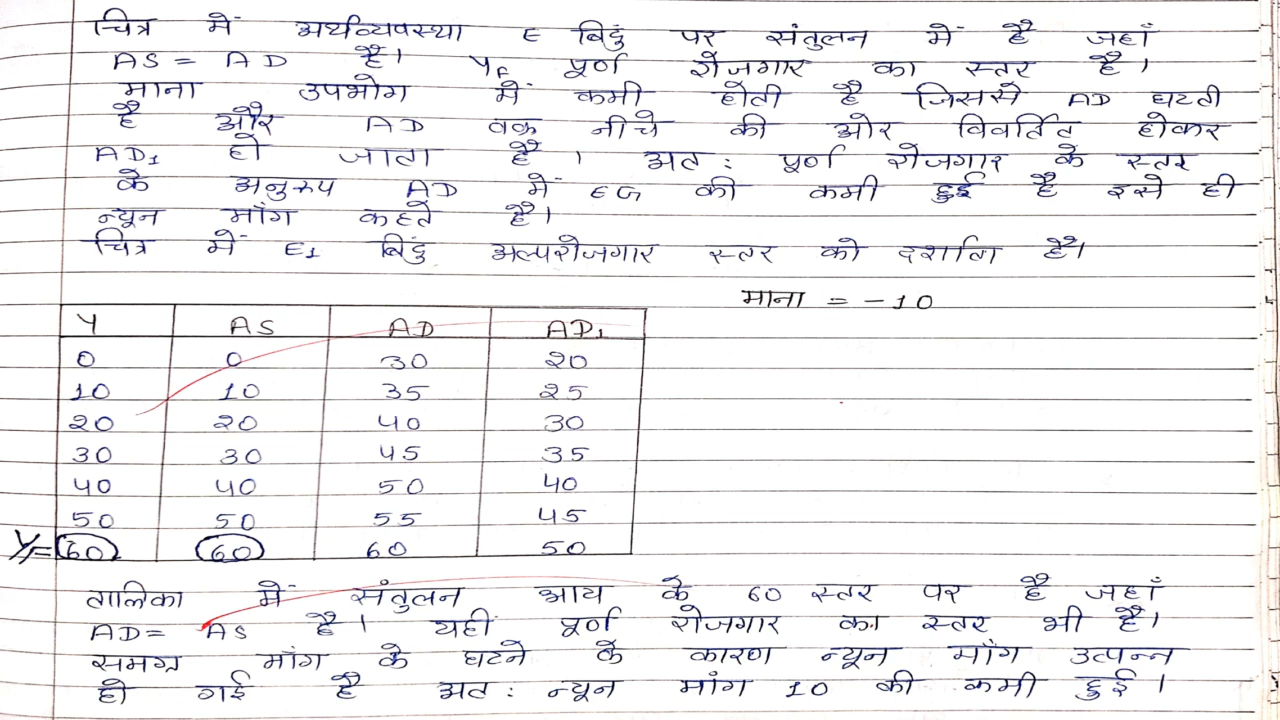 चित्र में अर्थव्यवस्था E बिंदु पर संतुलन में है जहाँ
AS = AD है। Y_F पूर्ण रोजगार का स्तर है।
माना उपभोग में कमी होती है जिससे AD घटती
है और AD वक्र नीचे की ओर विवर्तित होकर
AD₁ हो जाता है। अत: पूर्ण रोजगार के स्तर
के अनुरूप AD में EG की कमी हुई है इसे ही
न्यून मांग कहते है।
चित्र में E₁ बिंदु अल्परोजगार स्तर को दर्शाता है।
माना = -10
Y AS AD AD₁
0 0 30 20
10 10 35 25
20 20 40 30
30 30 45 35
40 40 50 40
50 50 55 45
Y_F= 60 60 60 50
तालिका में संतुलन आय के 60 स्तर पर है जहाँ
AD = AS है। यही पूर्ण रोजगार का स्तर भी है।
समग्र मांग के घटने के कारण न्यून माँग उत्पन्न
हो गई है अत: न्यून मांग 10 की कमी हुई।